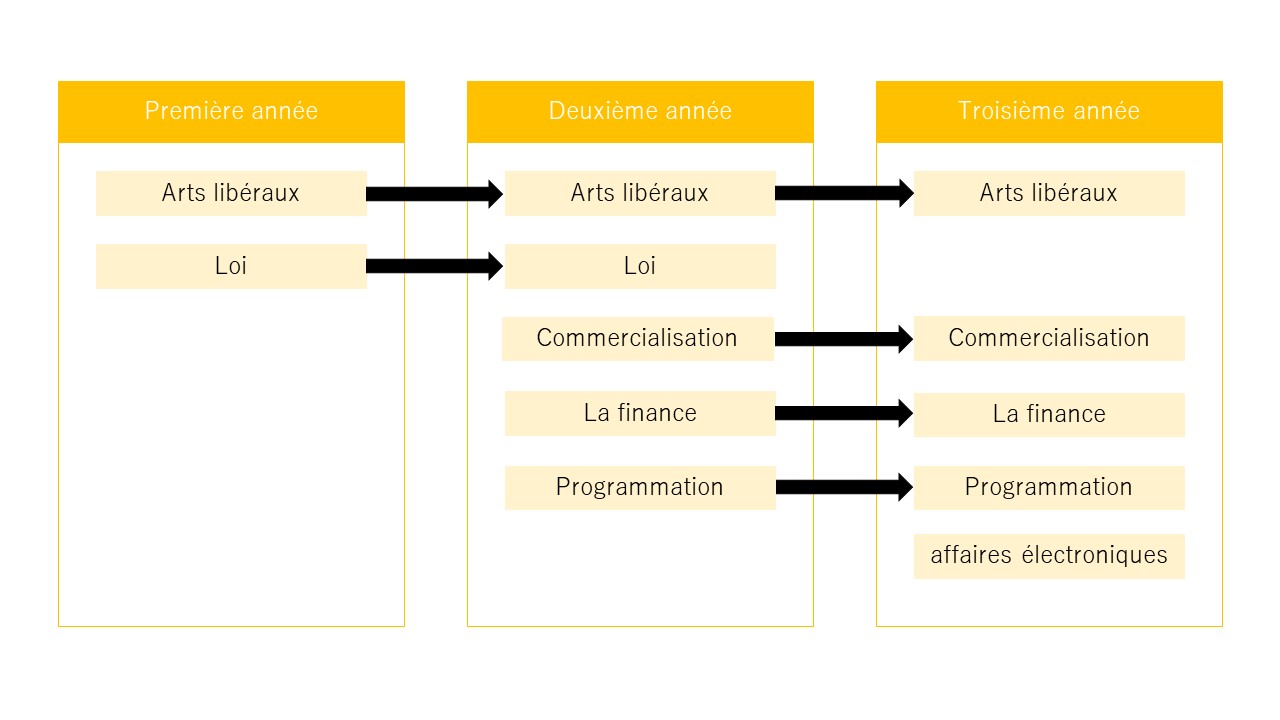 Première année
Arts libéraux
Loi
Deuxième année
Arts libéraux
Loi
Commercialisation
La finance
Programmation
Troisième année
Arts libéraux
Commercialisation
La finance
Programmation
affaires électroniques